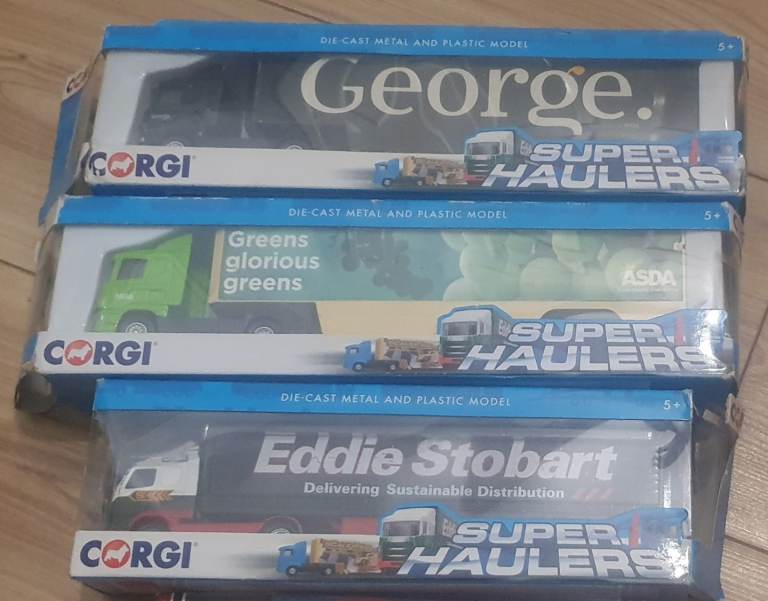 DIE-CAST METAL AND PLASTIC MODEL
5+
George.
CORGI
SUPER
HAULERS
DIE-CAST METAL AND PLASTIC MODEL
5+
Greens
glorious
greens
ASDA
CORGI
SUPER
HAULERS
DIE-CAST METAL AND PLASTIC MODEL
5+
Eddie Stobart
Delivering Sustainable Distribution
CORGI
SUPER
HAULERS